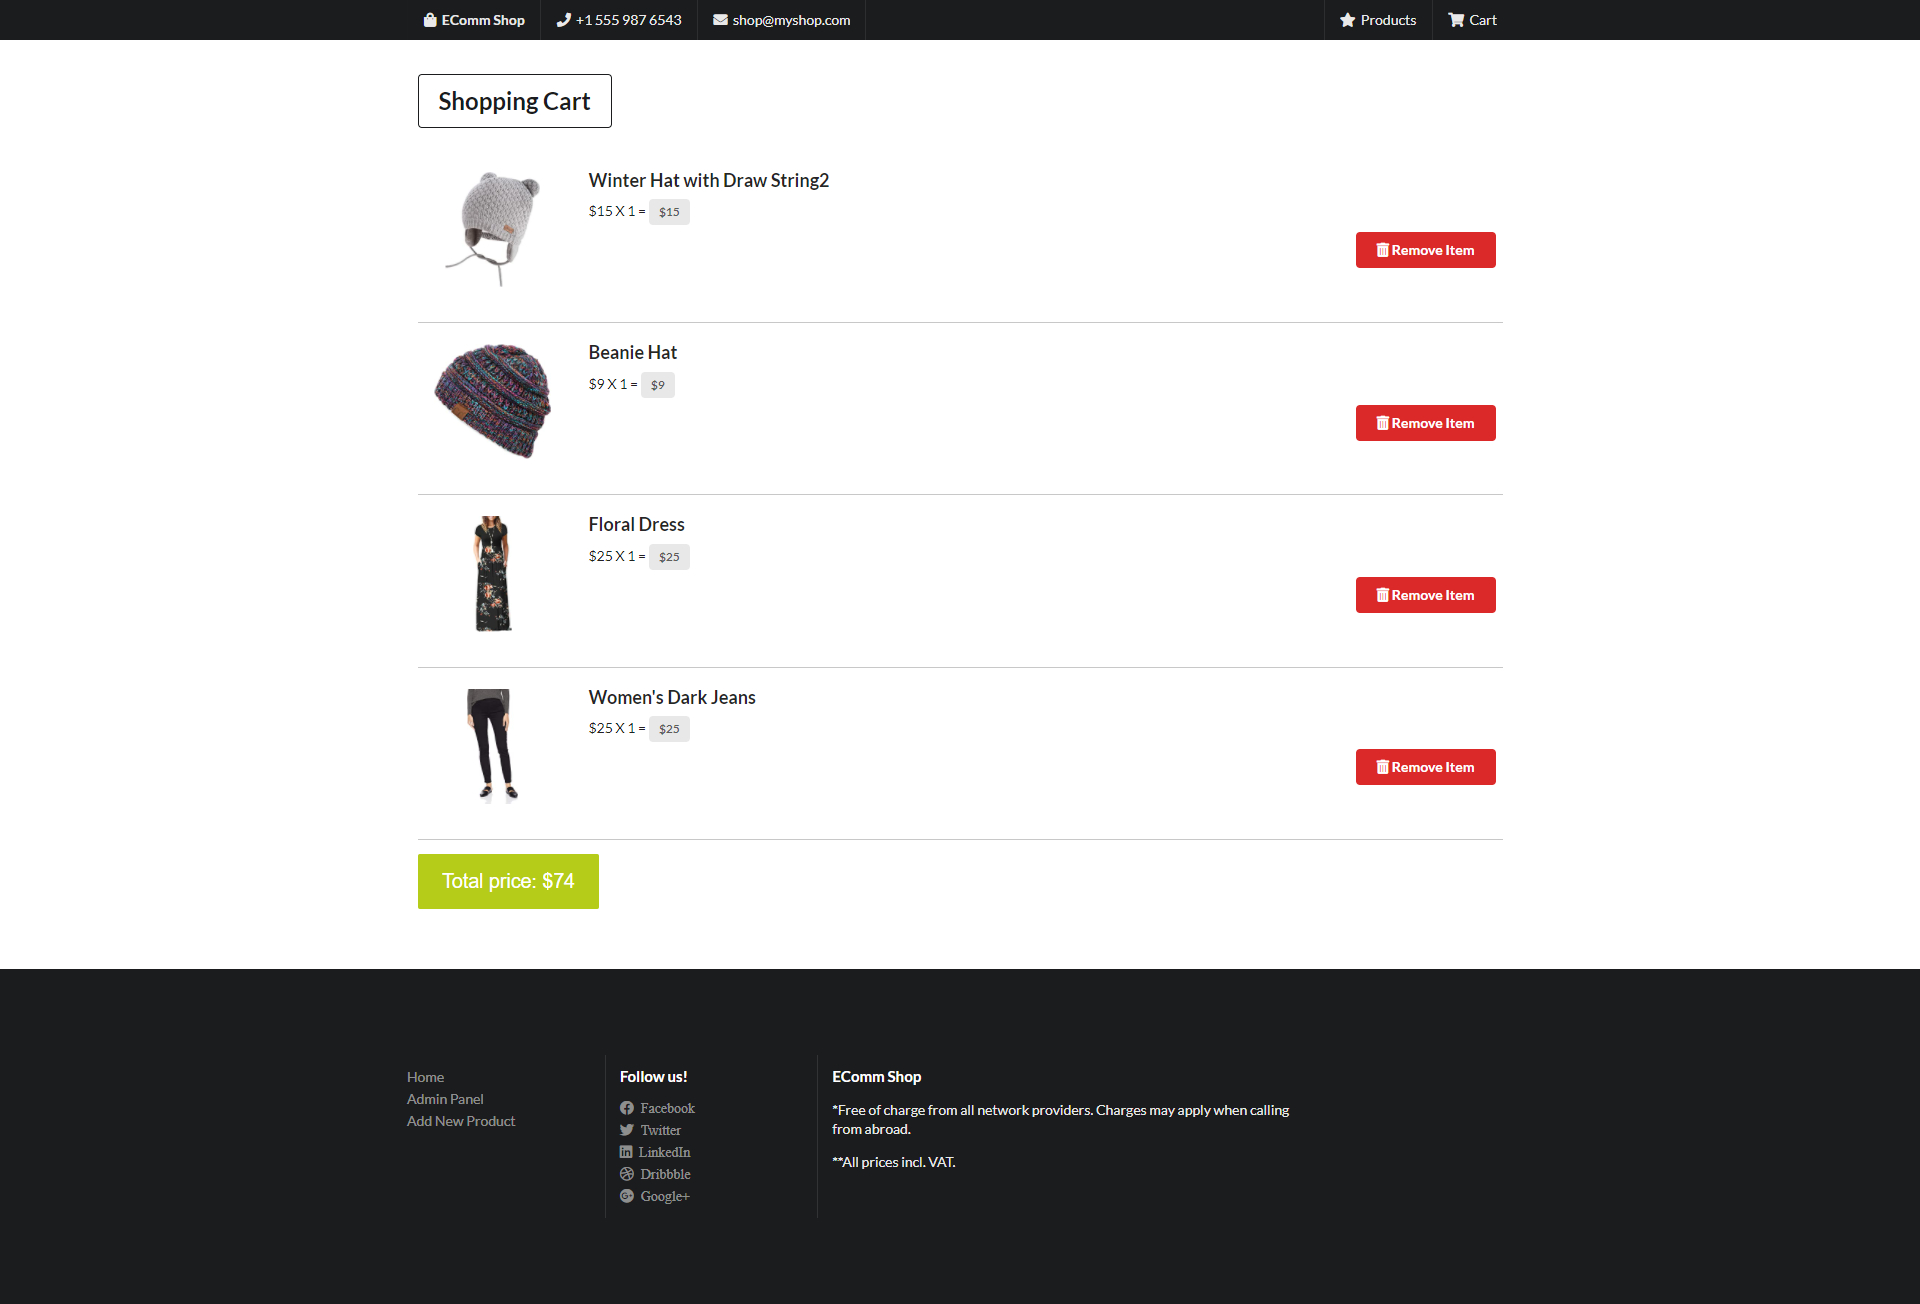 EComm Shop +1 555 987 6543 shop@myshop.com Products Cart
Shopping Cart
Winter Hat with Draw String2
$15 X 1 = $15
Remove Item
Beanie Hat
$9 X 1 = $9
Remove Item
Floral Dress
$25 X 1 = $25
Remove Item
Women's Dark Jeans
$25 X 1 = $25
Remove Item
Total price: $74
Home
Admin Panel
Add New Product
Follow us!
Facebook
Twitter
LinkedIn
Dribbble
Google+
EComm Shop
*Free of charge from all network providers. Charges may apply when calling
from abroad.
**All prices incl. VAT.